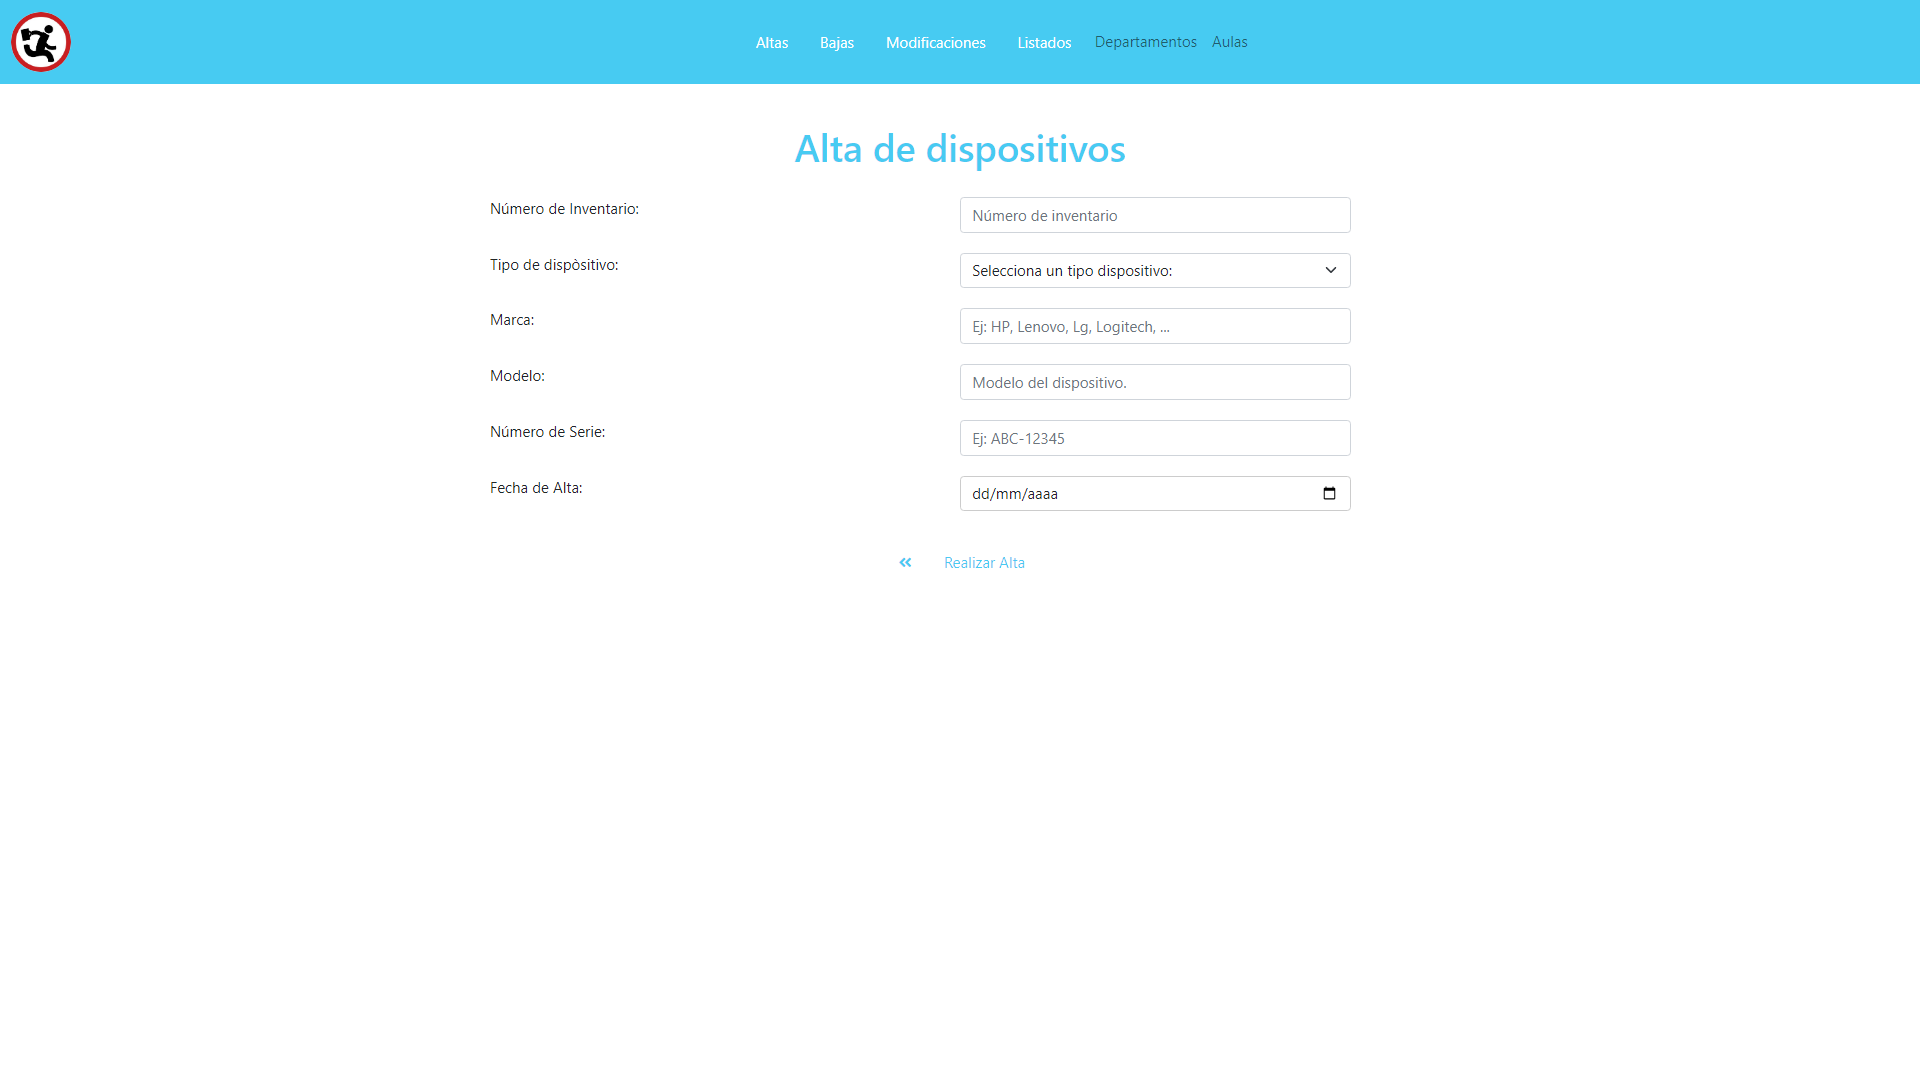 Altas Bajas Modificaciones Listados Departamentos Aulas
Alta de dispositivos
Número de Inventario: Número de inventario
Tipo de dispòsitivo: Selecciona un tipo dispositivo:
Marca: Ej: HP, Lenovo, Lg, Logitech, ...
Modelo: Modelo del dispositivo.
Número de Serie: Ej: ABC-12345
Fecha de Alta: dd/mm/aaaa
« Realizar Alta